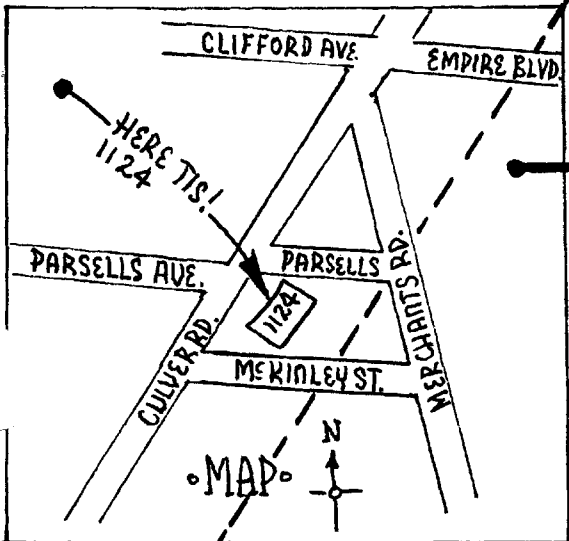 CLIFFORD AVE.
EMPIRE BLVD.
HERE TIS!
1124
PARSELLS AVE.
PARSELLS
1124
MERCHANTS RD.
CULVER RD.
McKINLEY ST.
N
•MAP•